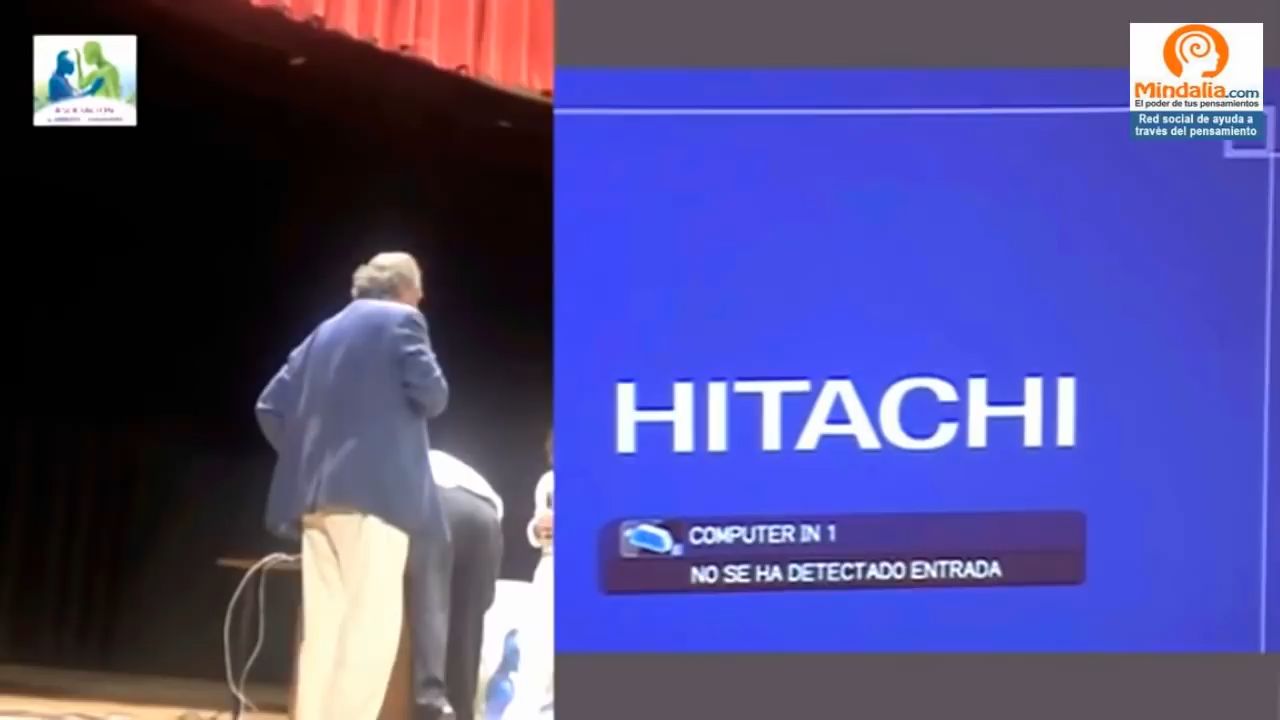 Mindalia.com
El poder de tus pensamientos
Red social de ayuda a
través del pensamiento
HITACHI
COMPUTER IN 1
NO SE HA DETECTADO ENTRADA